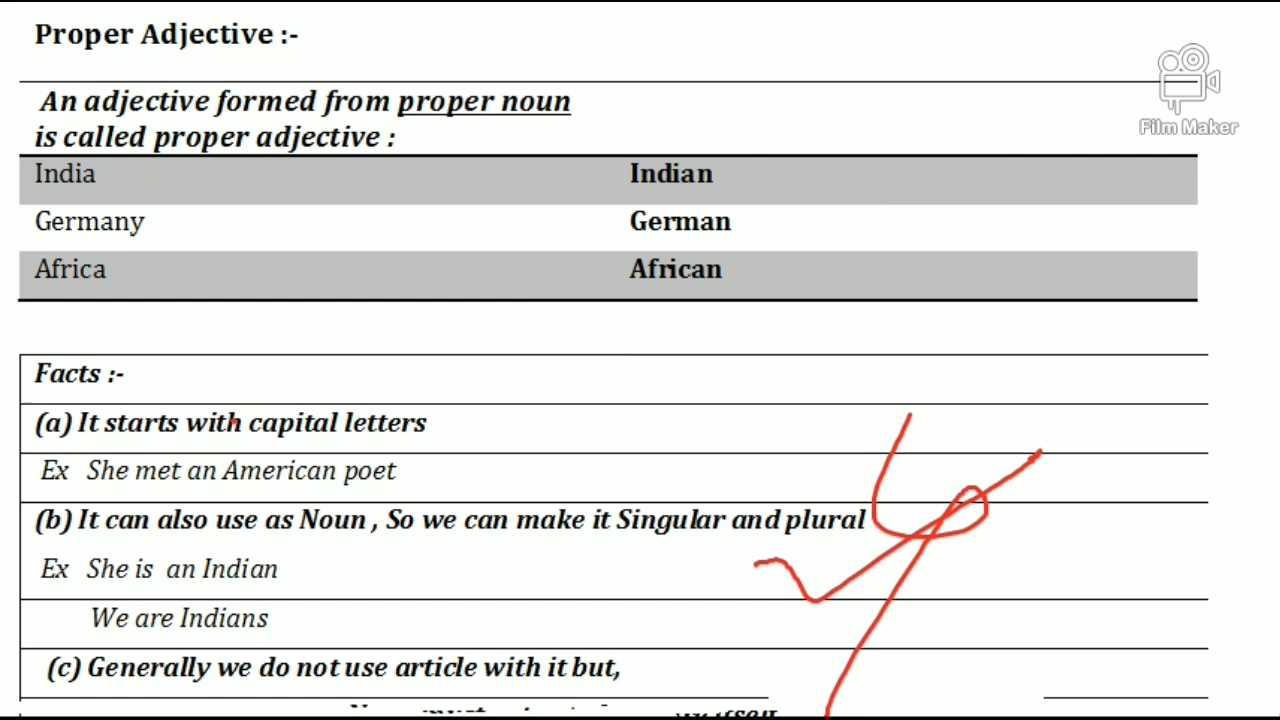 Proper Adjective :-
Film Maker
An adjective formed from proper noun
is called proper adjective :
India Indian
Germany German
Africa African
Facts :-
(a) It starts with capital letters
Ex She met an American poet
(b) It can also use as Noun , So we can make it Singular and plural
Ex She is an Indian
We are Indians
(c) Generally we do not use article with it but,